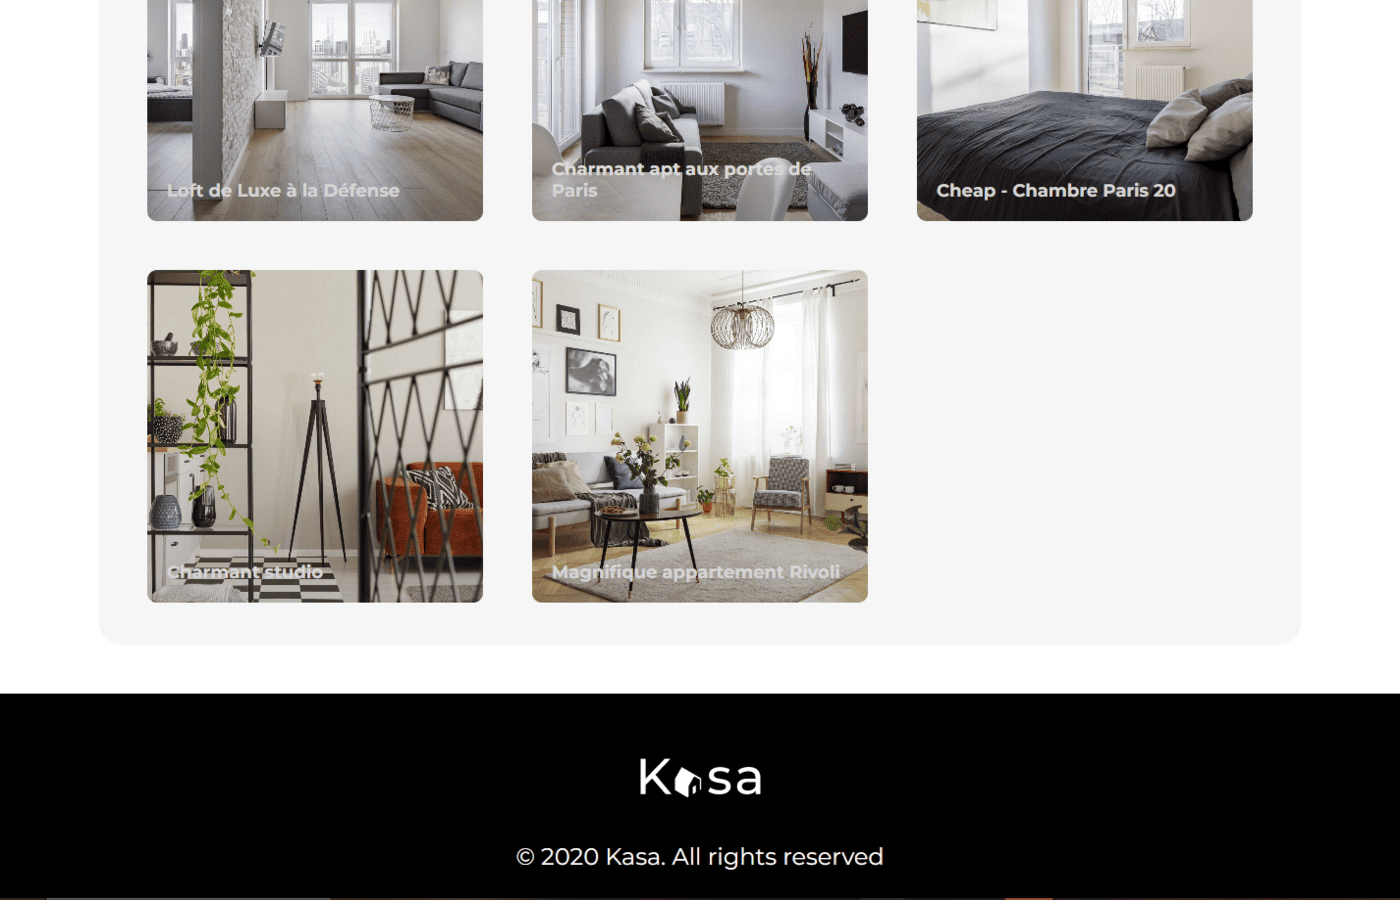 Loft de Luxe à la Défense
Charmant apt aux portes de
Paris
Cheap - Chambre Paris 20
Charmant studio
Magnifique appartement Rivoli
Kasa
© 2020 Kasa. All rights reserved